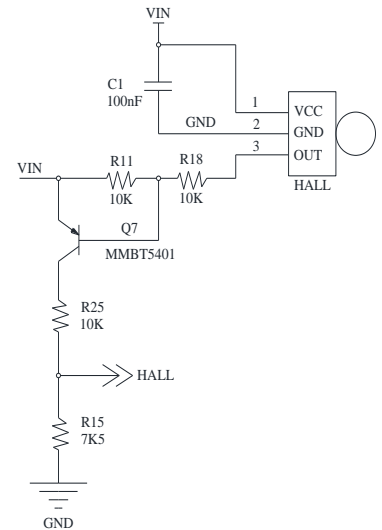 VIN
C1
100nF
GND
1
2
3
VCC
GND
OUT
HALL
VIN
R11
10K
R18
10K
Q7
MMBT5401
R25
10K
HALL
R15
7K5
GND